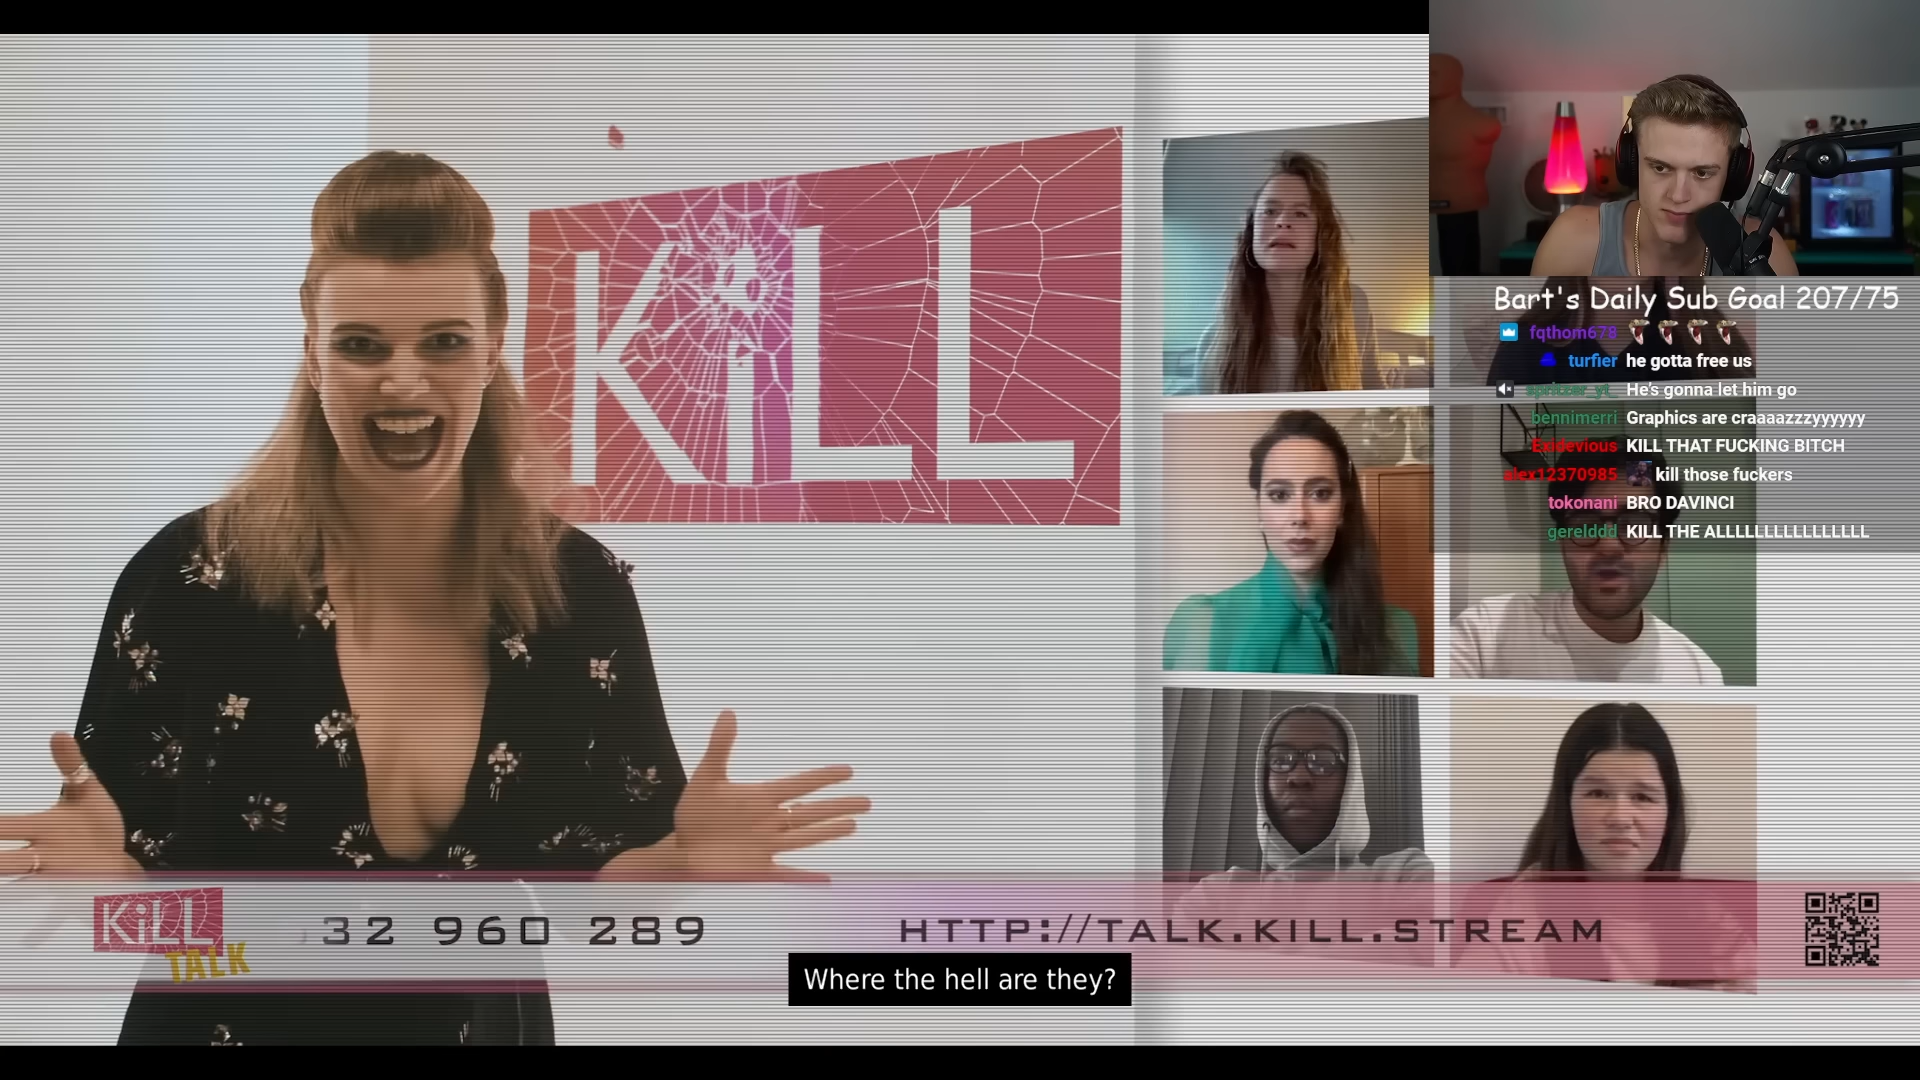 KiLL
Bart's Daily Sub Goal 207/75
fqthom678
turfier he gotta free us
He's gonna let him go
bennimerri Graphics are craaaazzzyyyyyy
Exidevious KILL THAT FUCKING BITCH
alex12370985 kill those fuckers
tokonani BRO DAVINCI
gerelddd KILL THE ALLLLLLLLLLLLLLLL
KiLL
TALK
32 960 289
HTTP://TALK.KILL.STREAM
Where the hell are they?